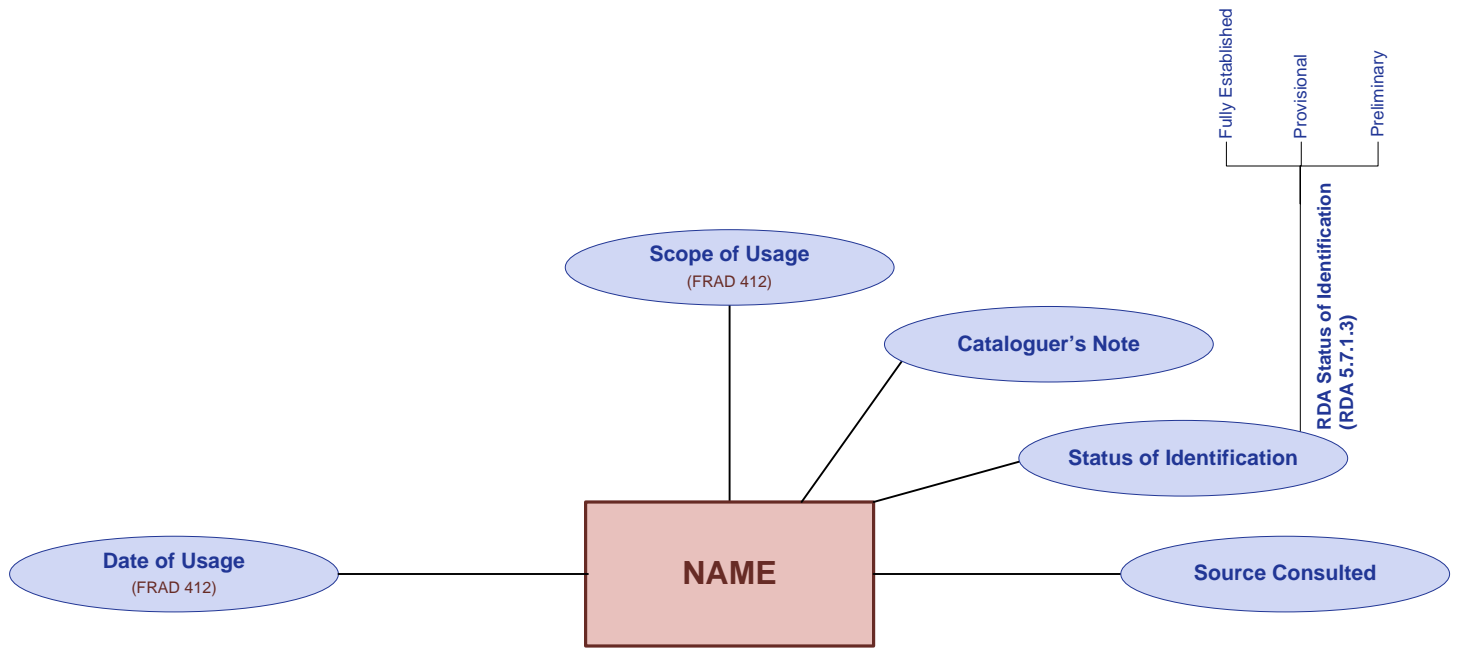 Fully Established
Provisional
Preliminary
RDA Status of Identification
(RDA 5.7.1.3)
Scope of Usage
(FRAD 412)
Cataloguer's Note
Status of Identification
Date of Usage
(FRAD 412)
NAME
Source Consulted